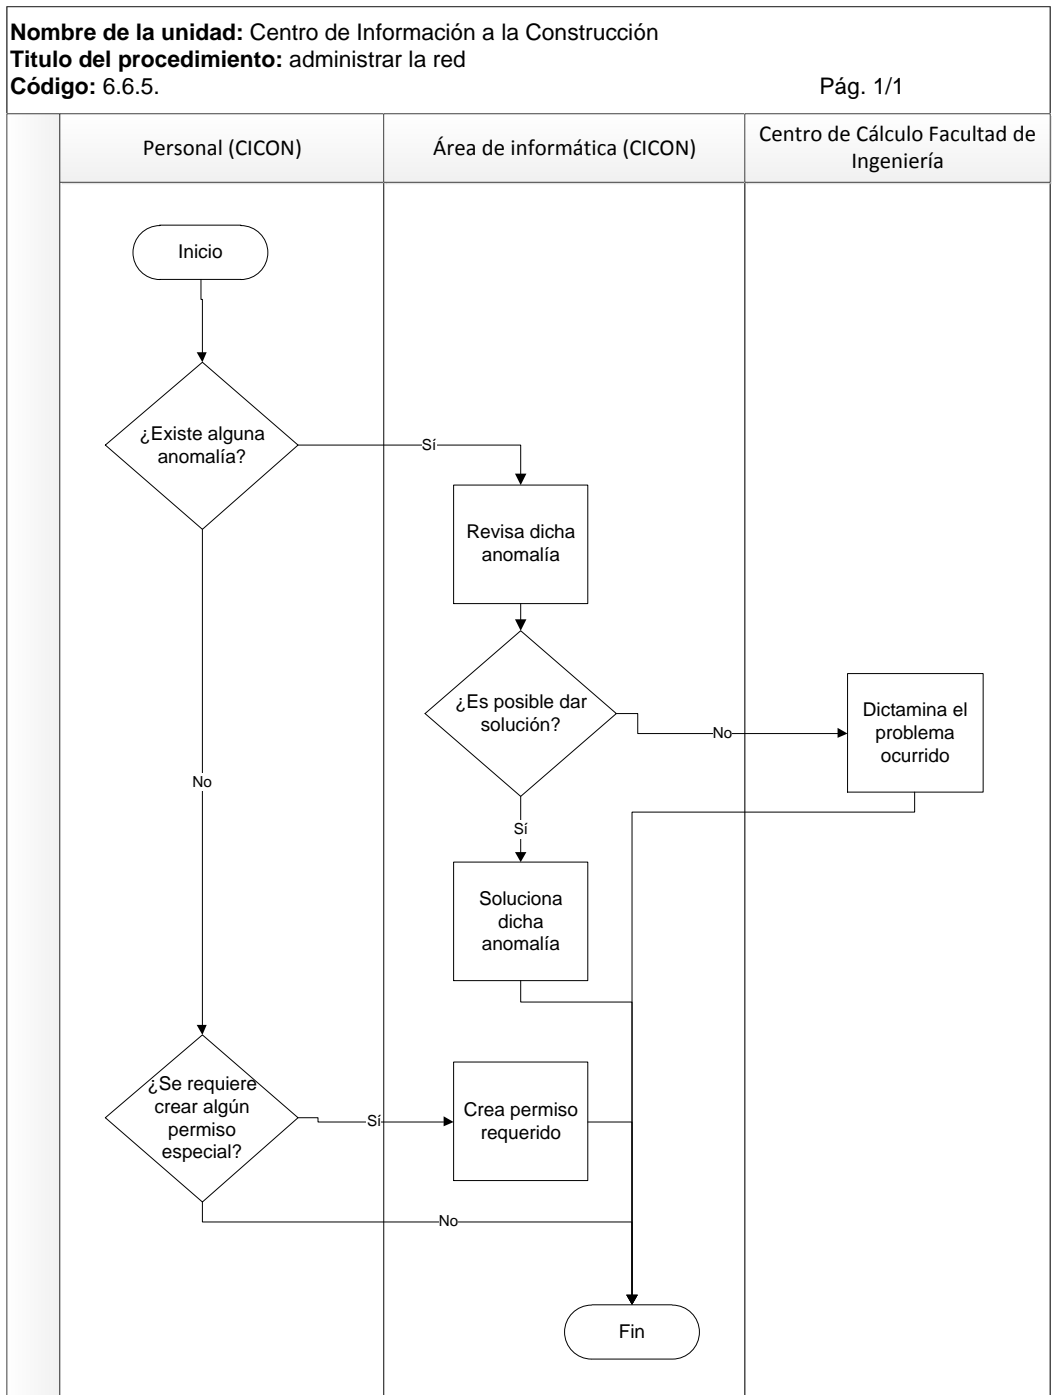 Nombre de la unidad: Centro de Información a la Construcción
Titulo del procedimiento: administrar la red
Código: 6.6.5. Pág. 1/1
Personal (CICON)
Área de informática (CICON)
Centro de Cálculo Facultad de
Ingeniería
Inicio
¿Existe alguna
anomalía?
Sí
Revisa dicha
anomalía
¿Es posible dar
solución?
No
Dictamina el
problema
ocurrido
No
Sí
Soluciona
dicha
anomalía
¿Se requiere
crear algún
permiso
especial?
Sí
Crea permiso
requerido
No
Fin